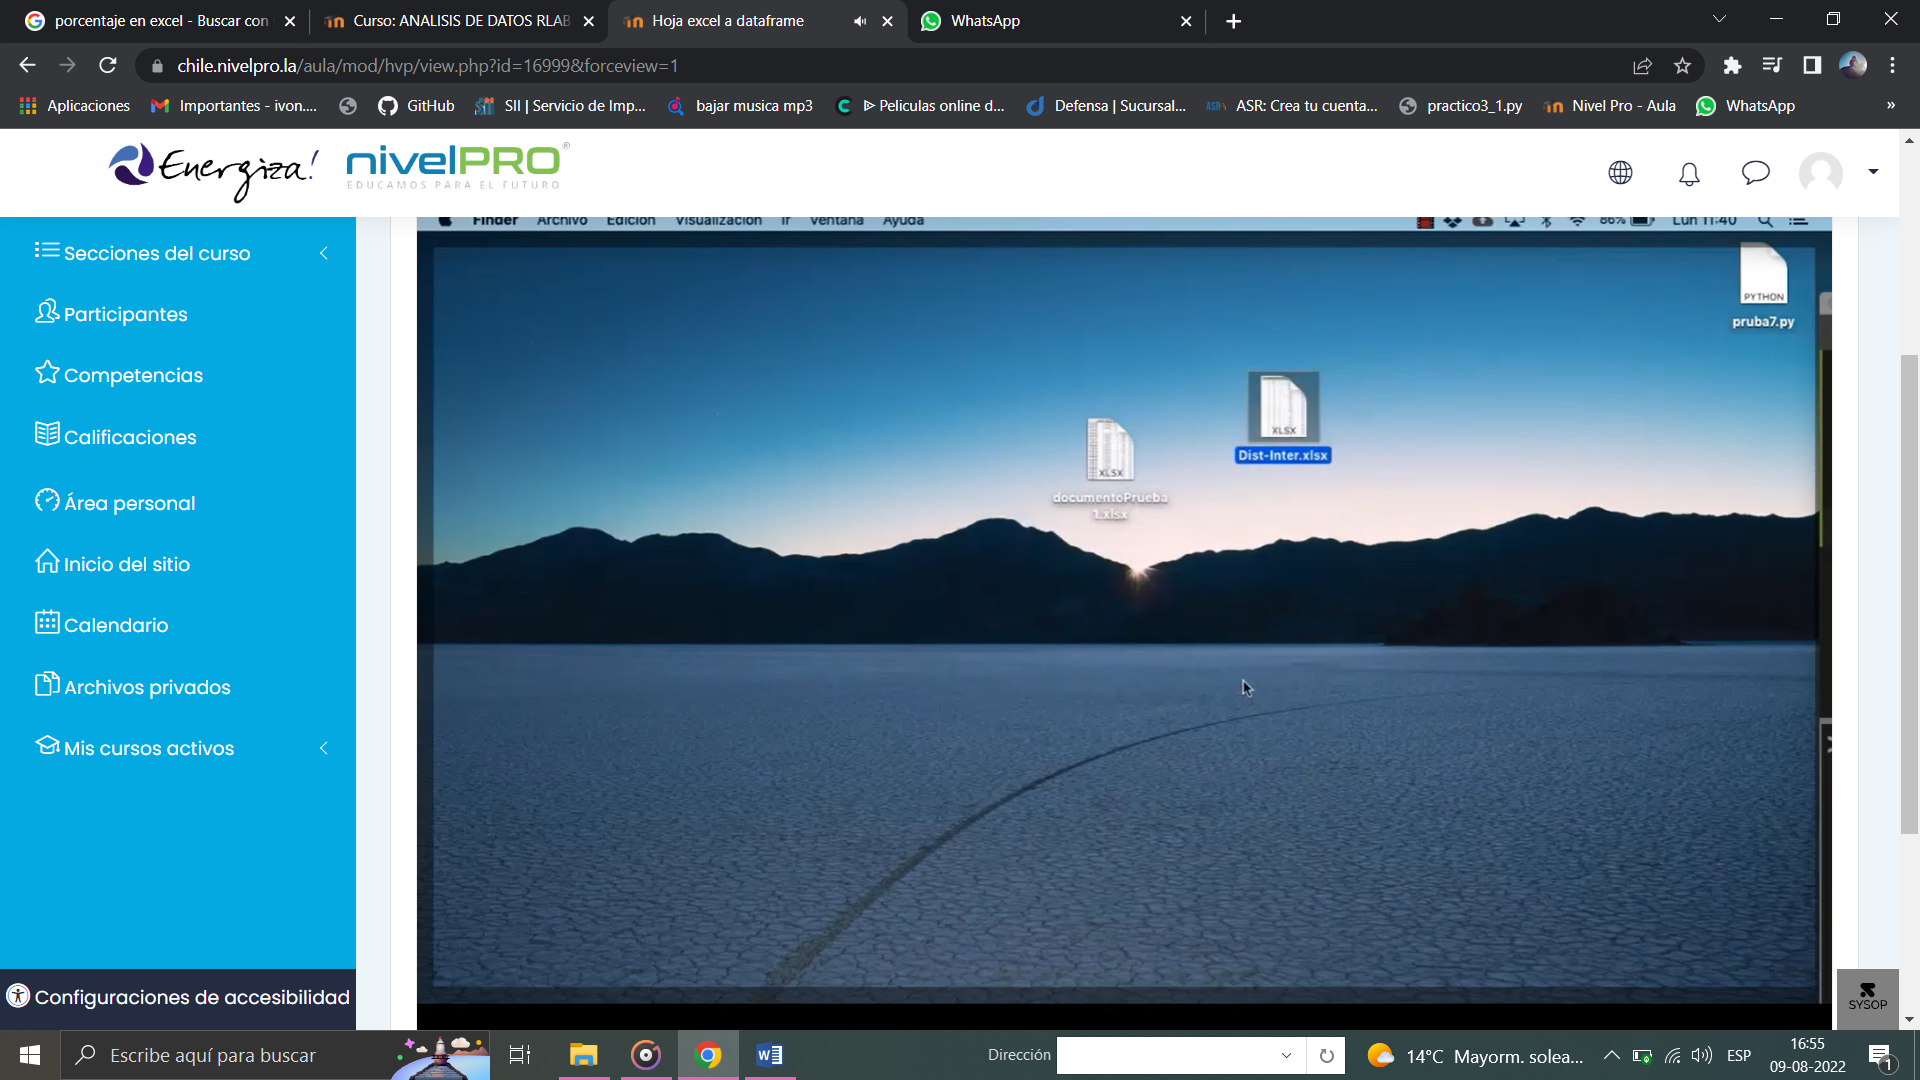 porcentaje en excel - Buscar con
Curso: ANALISIS DE DATOS RLAB
Hoja excel a dataframe
WhatsApp
chile.nivelpro.la/aula/mod/hvp/view.php?id=16999&forceview=1
Aplicaciones
Importantes - ivon....
GitHub
SII | Servicio de Imp...
bajar musica mp3
Peliculas online d...
Defensa | Sucursal...
ASR: Crea tu cuenta...
practico3_1.py
Nivel Pro - Aula
WhatsApp
»
Energiza!
nivelPRO®
EDUCAMOS PARA EL FUTURO
Finder Archivo Edición Visualización Ir Ventana Ayuda
86% Lun 11:40
Secciones del curso
Participantes
Competencias
Calificaciones
Área personal
Inicio del sitio
Calendario
Archivos privados
Mis cursos activos
Configuraciones de accesibilidad
PYTHON
pruba7.py
XLSX
Dist-Inter.xlsx
XLSX
documentoPrueba
1.xlsx
SYSOP
Escribe aquí para buscar
Dirección
14°C Mayorm. solea...
ESP
16:55
09-08-2022
1